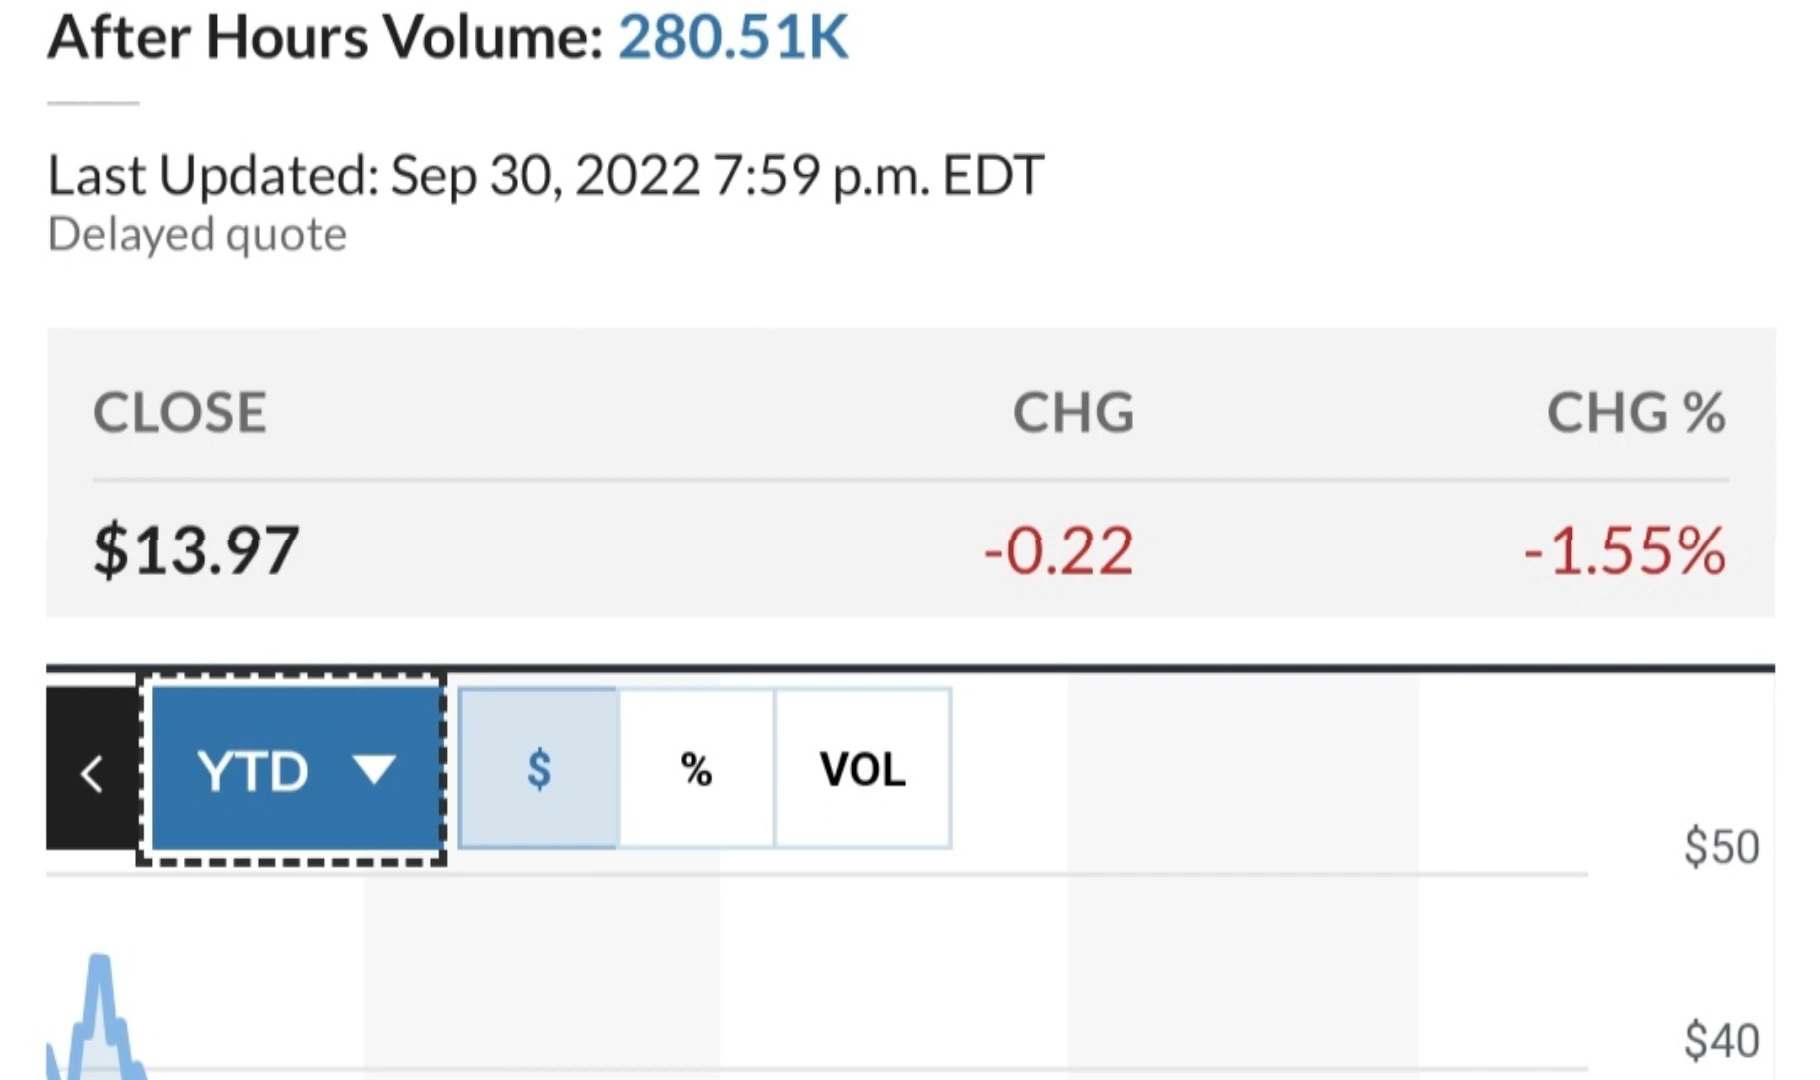 After Hours Volume: 280.51K
Last Updated: Sep 30, 2022 7:59 p.m. EDT
Delayed quote
CLOSE CHG CHG %
$13.97 -0.22 -1.55%
< YTD ▼ $ % VOL
$50
$40